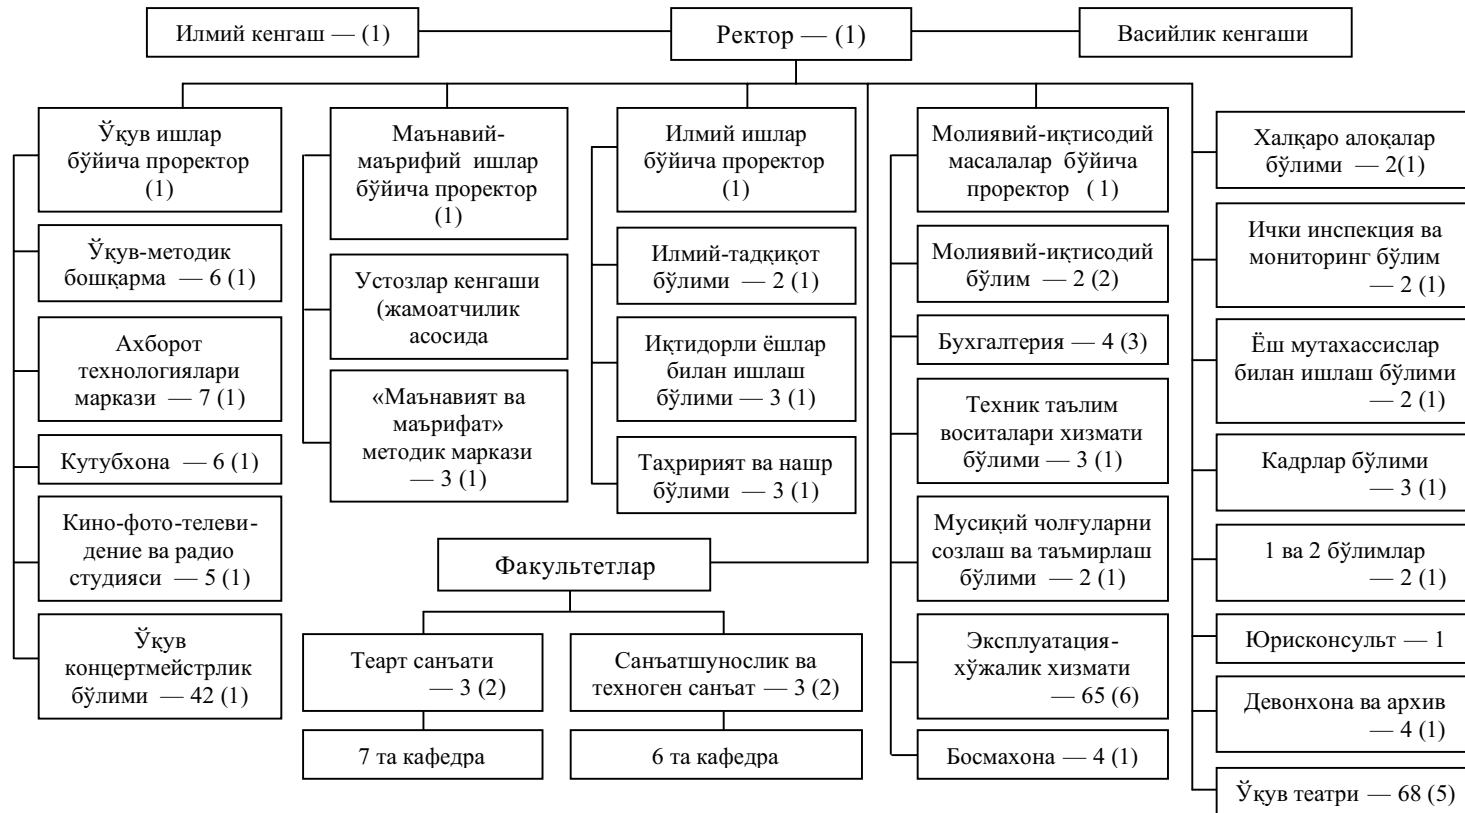 Илмий кенгаш — (1)
Ректор — (1)
Васийлик кенгаши
Ўқув ишлар
бўйича проректор
(1)
Ўқув-методик
бошқарма — 6 (1)
Ахборот
технологиялари
маркази — 7 (1)
Кутубхона — 6 (1)
Кино-фото-телеви-
дение ва радио
студияси — 5 (1)
Ўқув
концертмейстрлик
бўлими — 42 (1)
Маънавий-
маърифий ишлар
бўйича проректор
(1)
Устозлар кенгаши
(жамоатчилик
асосида
«Маънавият ва
маърифат»
методик маркази
— 3 (1)
Илмий ишлар
бўйича проректор
(1)
Илмий-тадқиқот
бўлими — 2 (1)
Иқтидорли ёшлар
билан ишлаш
бўлими — 3 (1)
Таҳририят ва нашр
бўлими — 3 (1)
Факультетлар
Теарт санъати
— 3 (2)
7 та кафедра
Санъатшунослик ва
техноген санъат — 3 (2)
6 та кафедра
Молиявий-иқтисодий
масалалар бўйича
проректор ( 1)
Молиявий-иқтисодий
бўлим — 2 (2)
Бухгалтерия — 4 (3)
Техник таълим
воситалари хизмати
бўлими — 3 (1)
Мусиқий чолғуларни
созлаш ва таъмирлаш
бўлими — 2 (1)
Эксплуатация-
хўжалик хизмати
— 65 (6)
Босмахона — 4 (1)
Халқаро алоқалар
бўлими — 2(1)
Ички инспекция ва
мониторинг бўлим
— 2 (1)
Ёш мутахассислар
билан ишлаш бўлими
— 2 (1)
Кадрлар бўлими
— 3 (1)
1 ва 2 бўлимлар
— 2 (1)
Юрисконсульт — 1
Девонхона ва архив
— 4 (1)
Ўқув театри — 68 (5)